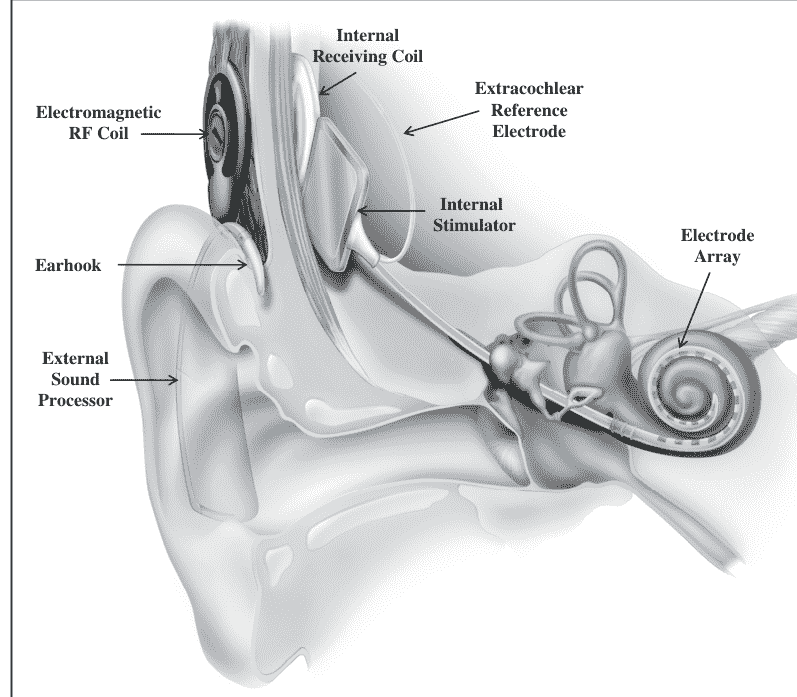 Internal
Receiving Coil
Extracochlear
Reference
Electrode
Electromagnetic
RF Coil
Internal
Stimulator
Electrode
Array
Earhook
External
Sound
Processor